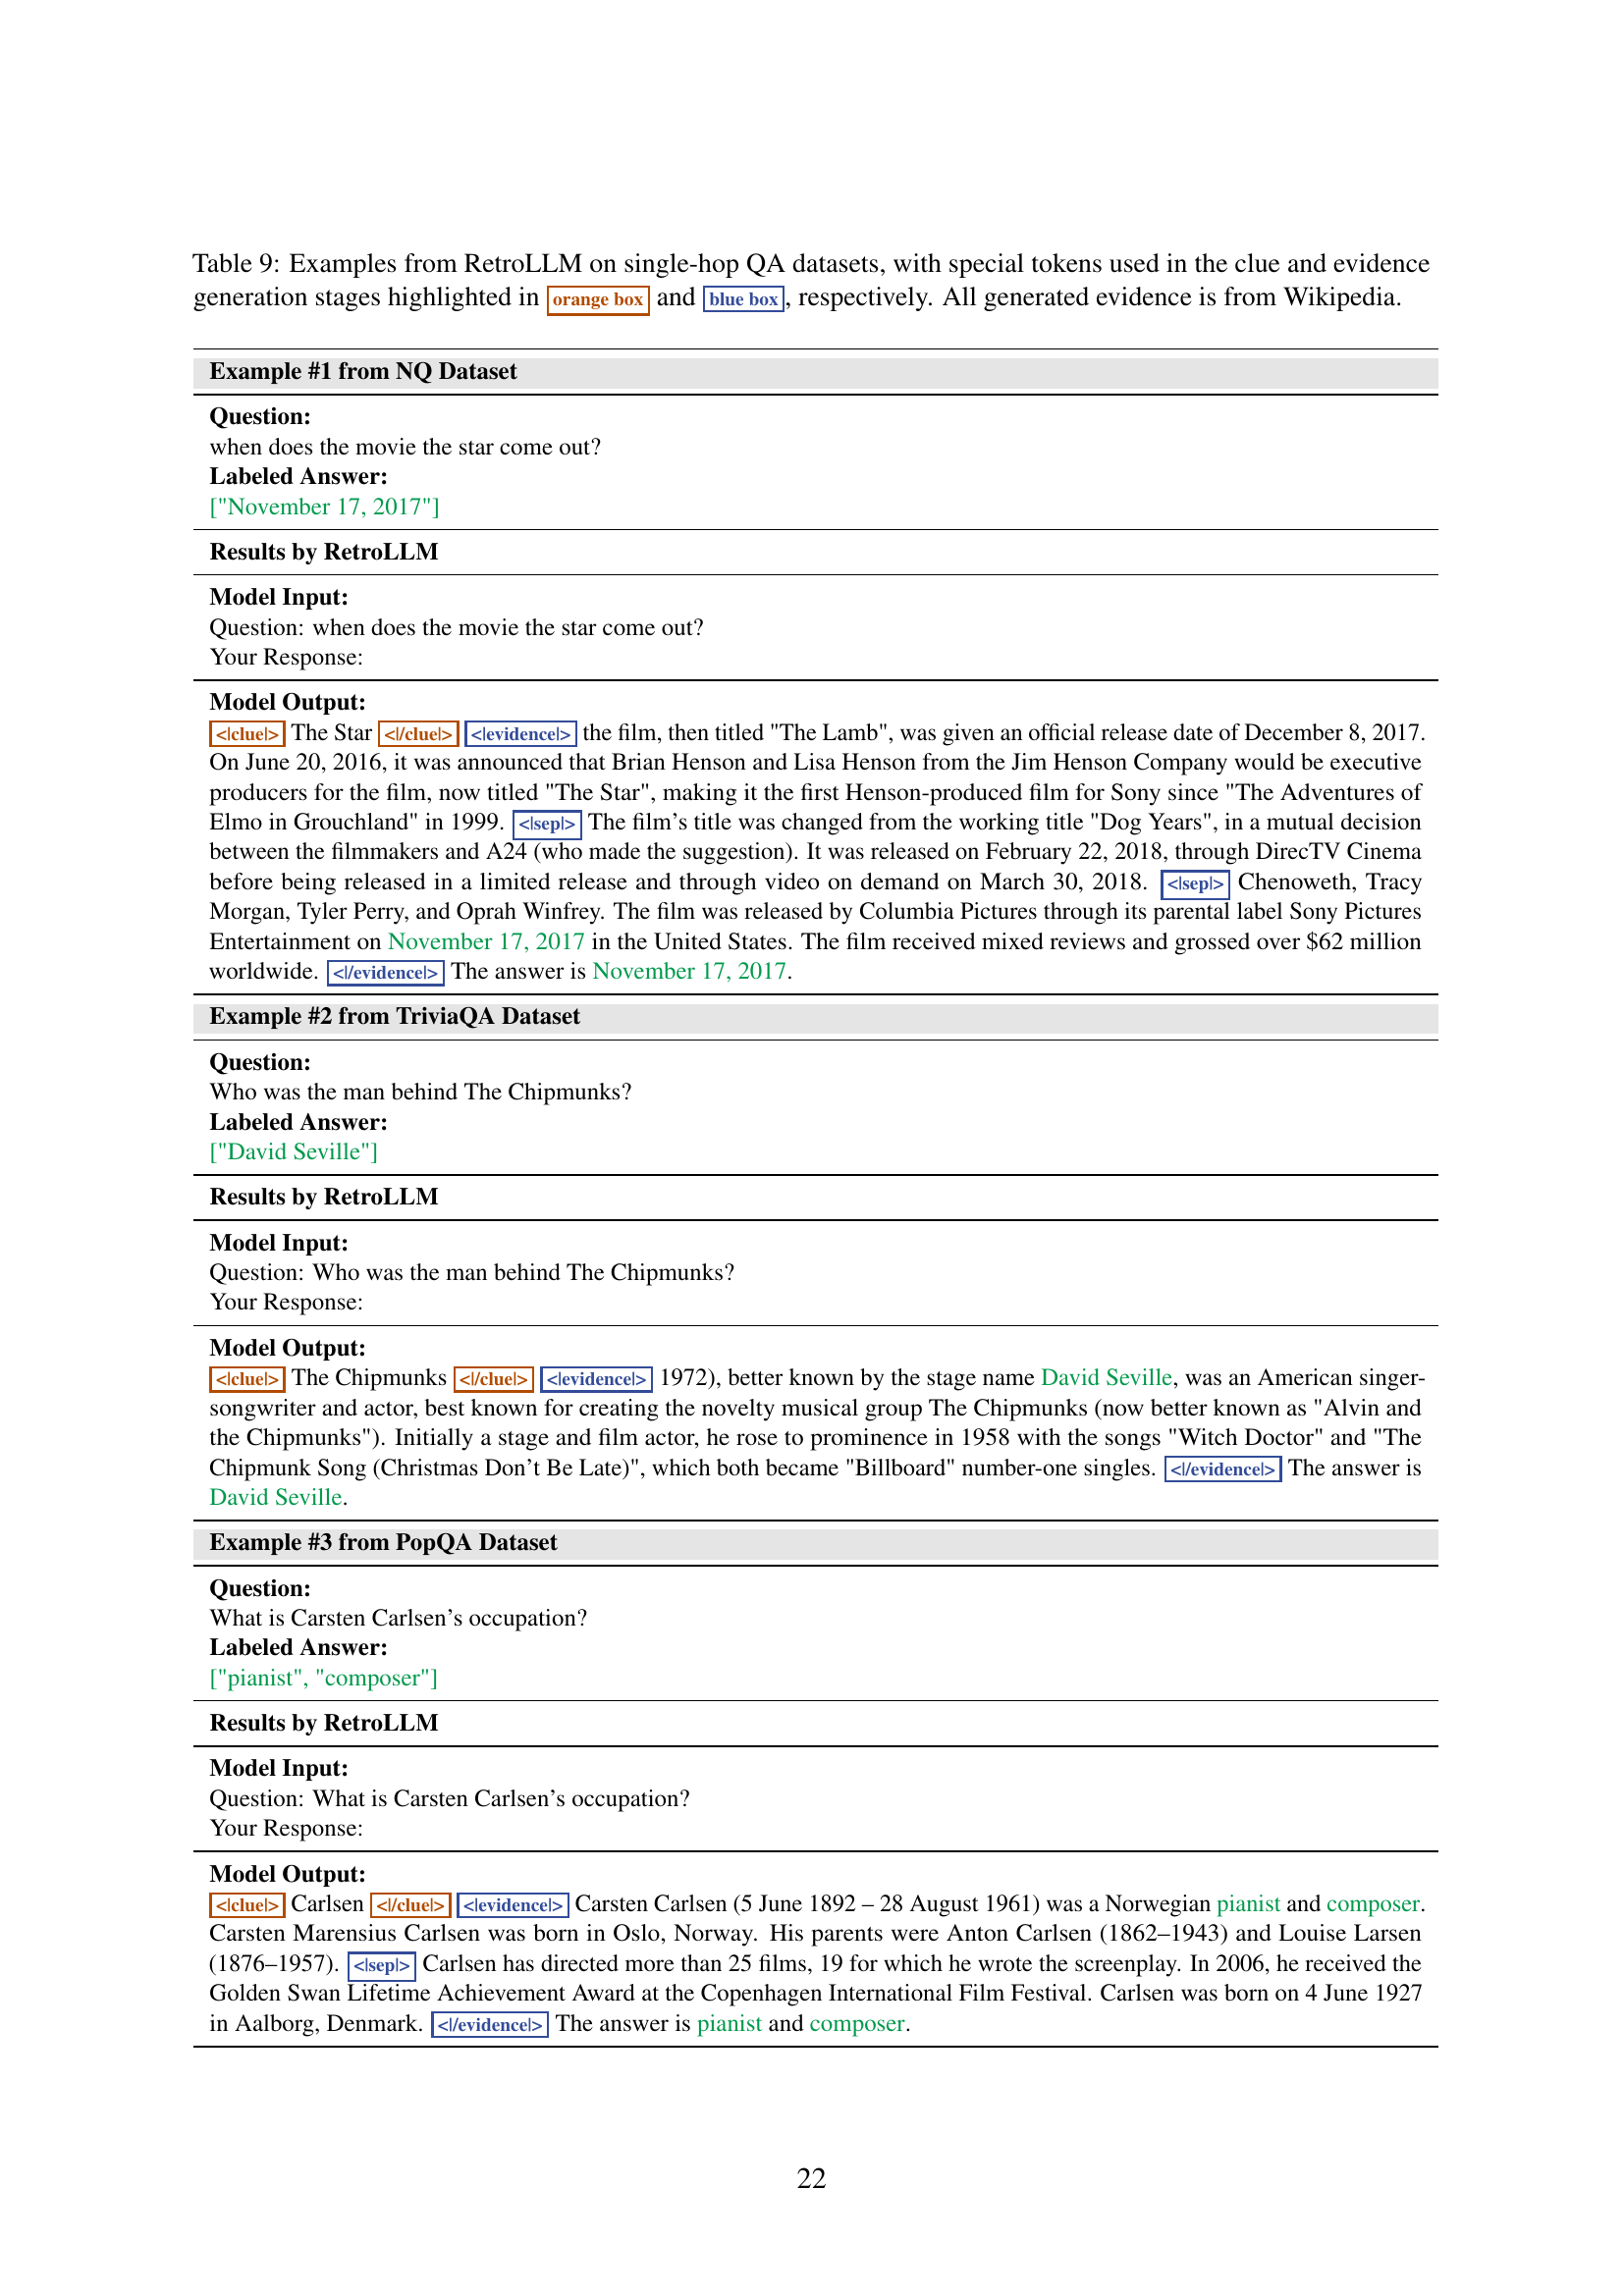 Table 9: Examples from RetroLLM on single-hop QA datasets, with special tokens used in the clue and evidence
generation stages highlighted in orange box and blue box, respectively. All generated evidence is from Wikipedia.
Example #1 from NQ Dataset
Question:
when does the movie the star come out?
Labeled Answer:
["November 17, 2017"]
Results by RetroLLM
Model Input:
Question: when does the movie the star come out?
Your Response:
Model Output:
<|clue|> The Star <|/clue|> <|evidence|> the film, then titled "The Lamb", was given an official release date of December 8, 2017.
On June 20, 2016, it was announced that Brian Henson and Lisa Henson from the Jim Henson Company would be executive
producers for the film, now titled "The Star", making it the first Henson-produced film for Sony since "The Adventures of
Elmo in Grouchland" in 1999. <|sep|> The film's title was changed from the working title "Dog Years", in a mutual decision
between the filmmakers and A24 (who made the suggestion). It was released on February 22, 2018, through DirecTV Cinema
before being released in a limited release and through video on demand on March 30, 2018. <|sep|> Chenoweth, Tracy
Morgan, Tyler Perry, and Oprah Winfrey. The film was released by Columbia Pictures through its parental label Sony Pictures
Entertainment on November 17, 2017 in the United States. The film received mixed reviews and grossed over $62 million
worldwide. <|/evidence|> The answer is November 17, 2017.
Example #2 from TriviaQA Dataset
Question:
Who was the man behind The Chipmunks?
Labeled Answer:
["David Seville"]
Results by RetroLLM
Model Input:
Question: Who was the man behind The Chipmunks?
Your Response:
Model Output:
<|clue|> The Chipmunks <|/clue|> <|evidence|> 1972), better known by the stage name David Seville, was an American singer-
songwriter and actor, best known for creating the novelty musical group The Chipmunks (now better known as "Alvin and
the Chipmunks"). Initially a stage and film actor, he rose to prominence in 1958 with the songs "Witch Doctor" and "The
Chipmunk Song (Christmas Don't Be Late)", which both became "Billboard" number-one singles. <|/evidence|> The answer is
David Seville.
Example #3 from PopQA Dataset
Question:
What is Carsten Carlsen's occupation?
Labeled Answer:
["pianist", "composer"]
Results by RetroLLM
Model Input:
Question: What is Carsten Carlsen's occupation?
Your Response:
Model Output:
<|clue|> Carlsen <|/clue|> <|evidence|> Carsten Carlsen (5 June 1892 – 28 August 1961) was a Norwegian pianist and composer.
Carsten Marensius Carlsen was born in Oslo, Norway. His parents were Anton Carlsen (1862–1943) and Louise Larsen
(1876–1957). <|sep|> Carlsen has directed more than 25 films, 19 for which he wrote the screenplay. In 2006, he received the
Golden Swan Lifetime Achievement Award at the Copenhagen International Film Festival. Carlsen was born on 4 June 1927
in Aalborg, Denmark. <|/evidence|> The answer is pianist and composer.
22